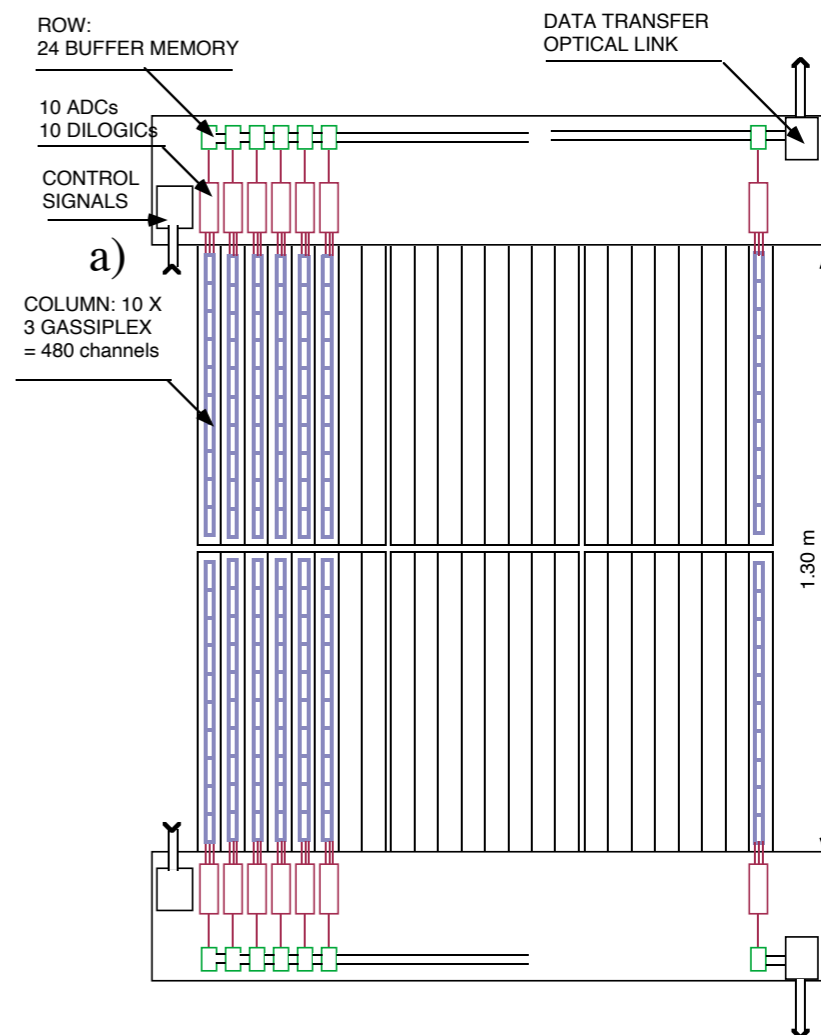 ROW:
24 BUFFER MEMORY
DATA TRANSFER
OPTICAL LINK
10 ADCs
10 DILOGICs
CONTROL
SIGNALS
a)
COLUMN: 10 X
3 GASSIPLEX
= 480 channels
1.30 m